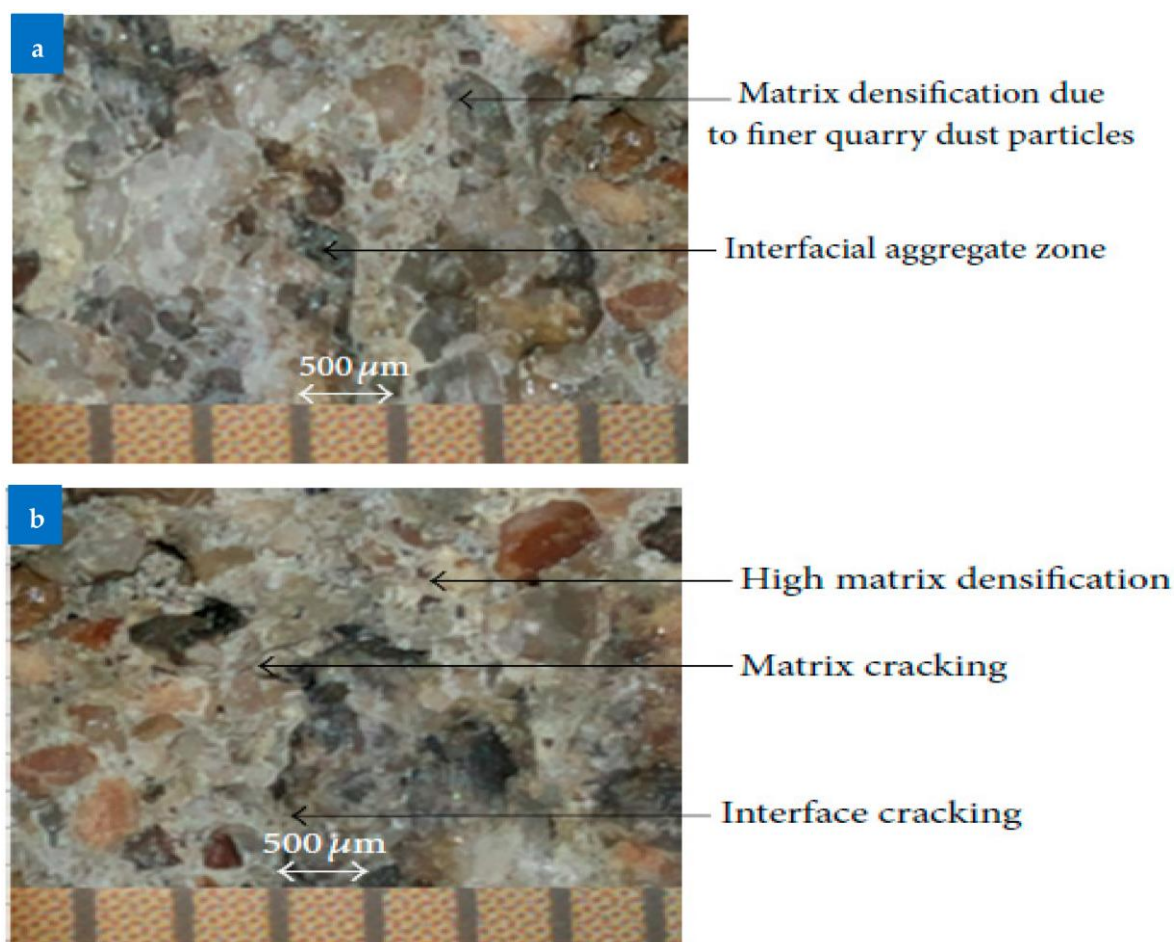 a
Matrix densification due
to finer quarry dust particles
Interfacial aggregate zone
500 μm
b
High matrix densification
Matrix cracking
Interface cracking
500 μm